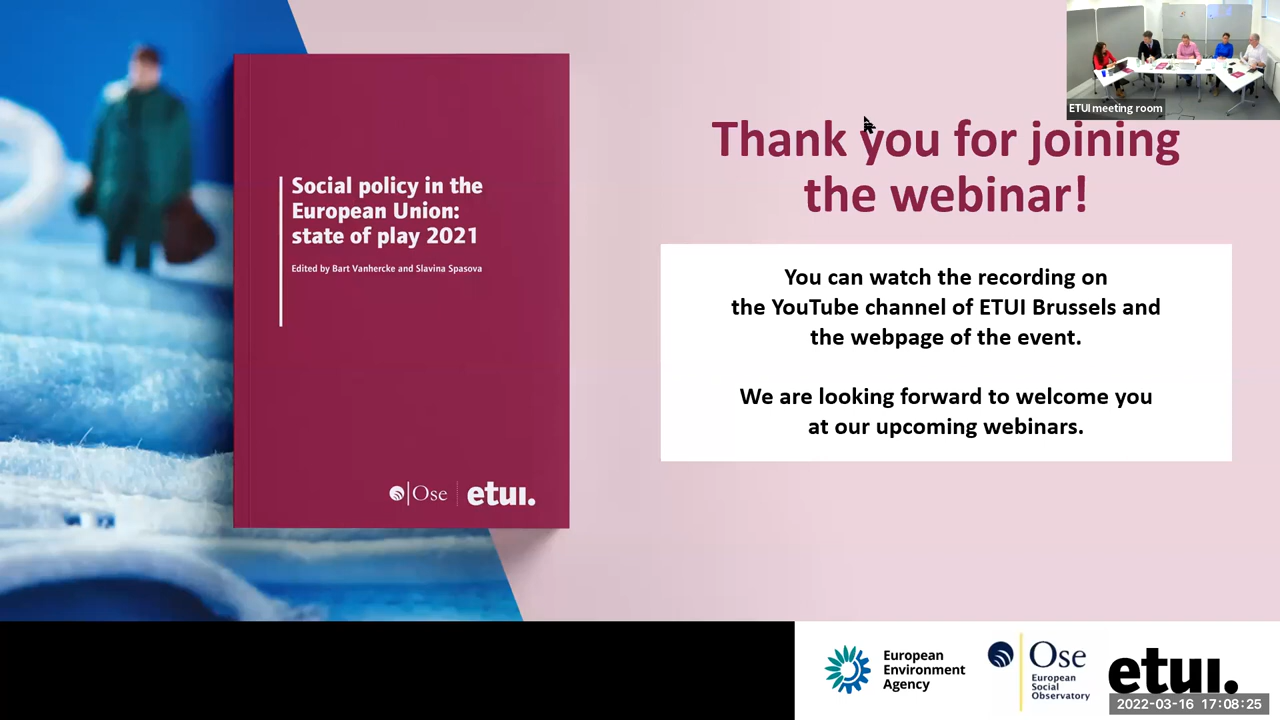 Social policy in the
European Union:
state of play 2021
Edited by Bart Vanhercke and Slavina Spasova
Ose
etui.
ETUI meeting room
Thank you for joining
the webinar!
You can watch the recording on
the YouTube channel of ETUI Brussels and
the webpage of the event.
We are looking forward to welcome you
at our upcoming webinars.
European
Environment
Agency
Ose
European
Social
Observatory
etui.
2022-03-16 17:08:25